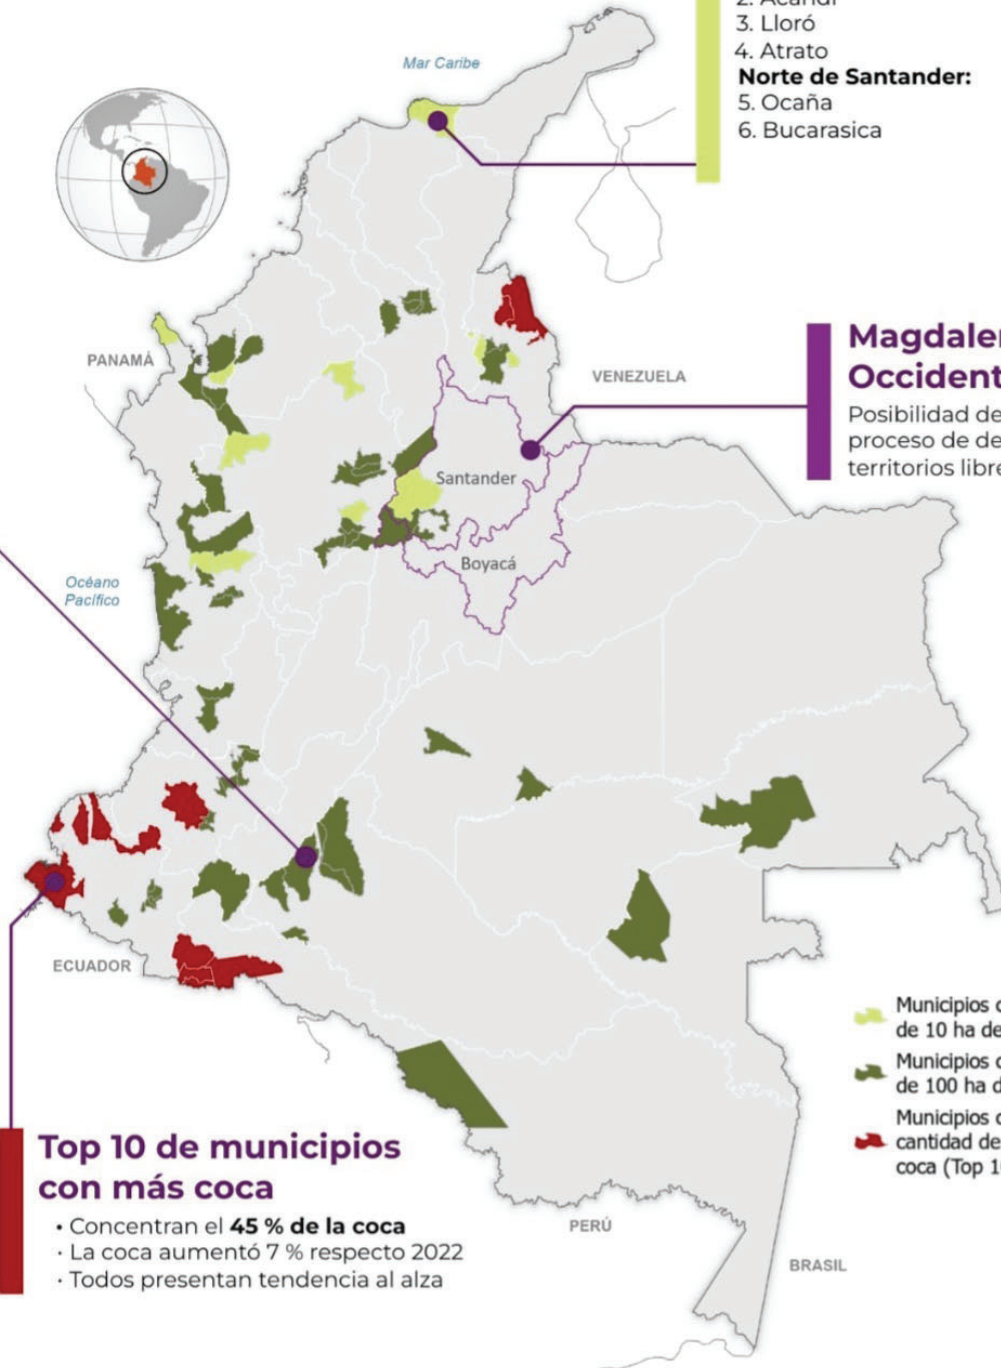 2. Acandí
3. Lloró
4. Atrato
Norte de Santander:
5. Ocaña
6. Bucarasica
Mar Caribe
PANAMÁ
VENEZUELA
Posibilidad de
proceso de
territorios
Santander
Boyacá
Océano
Pacífico
ECUADOR
Municipios
de 10 ha
Municipios
de 100 ha
Municipios
cantidad
coca (Top
Top 10 de municipios
con más coca
• Concentran el 45 % de la coca
· La coca aumentó 7 % respecto 2022
· Todos presentan tendencia al alza
PERÚ
BRASIL